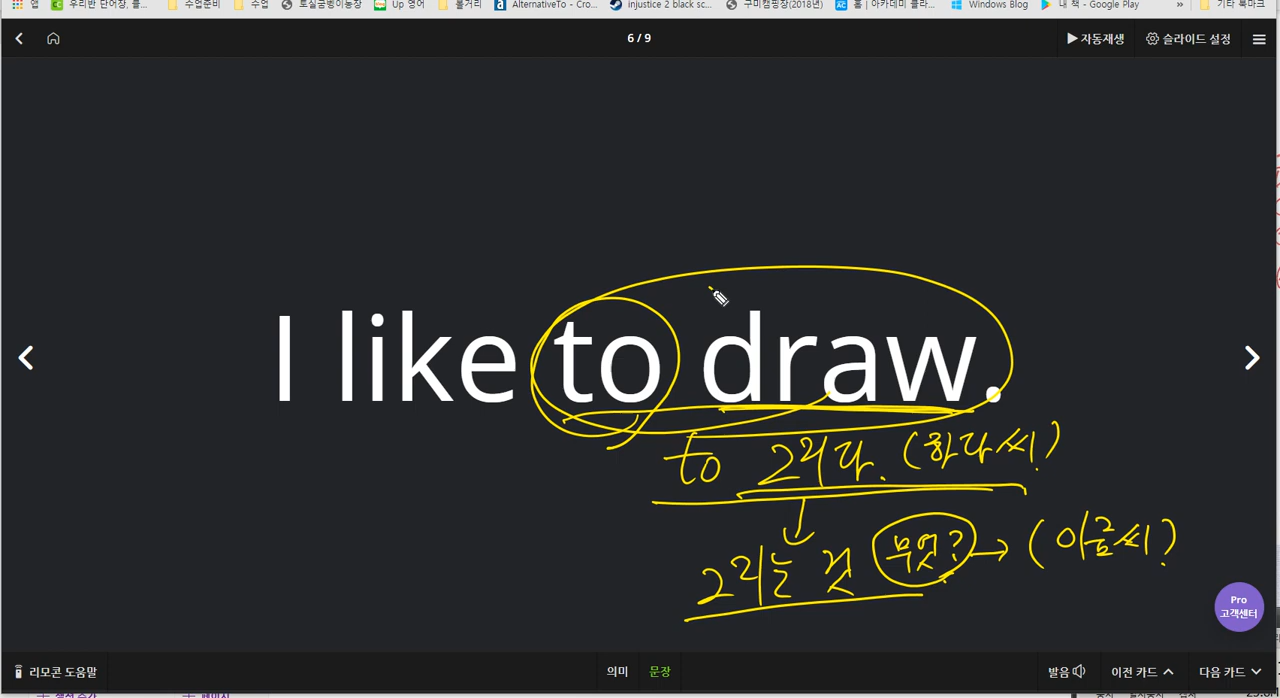 앱 우리반 단어장, 클... 수업준비 수업 토실굼벙이농장 Up 영어 볼거리 AlternativeTo - Cro... injustice 2 black sc... 구미캠핑장(2018년) 홈 | 아카데미 클라... Windows Blog 내 책 - Google Play » 기타 북마크
6 / 9 자동재생 슬라이드 설정
I like to draw.
to 그리다. (하다씨!)
그리는 것 무엇? → (이름씨!)
Pro
고객센터
리모콘 도움말 의미 문장 발음 이전 카드 다음 카드